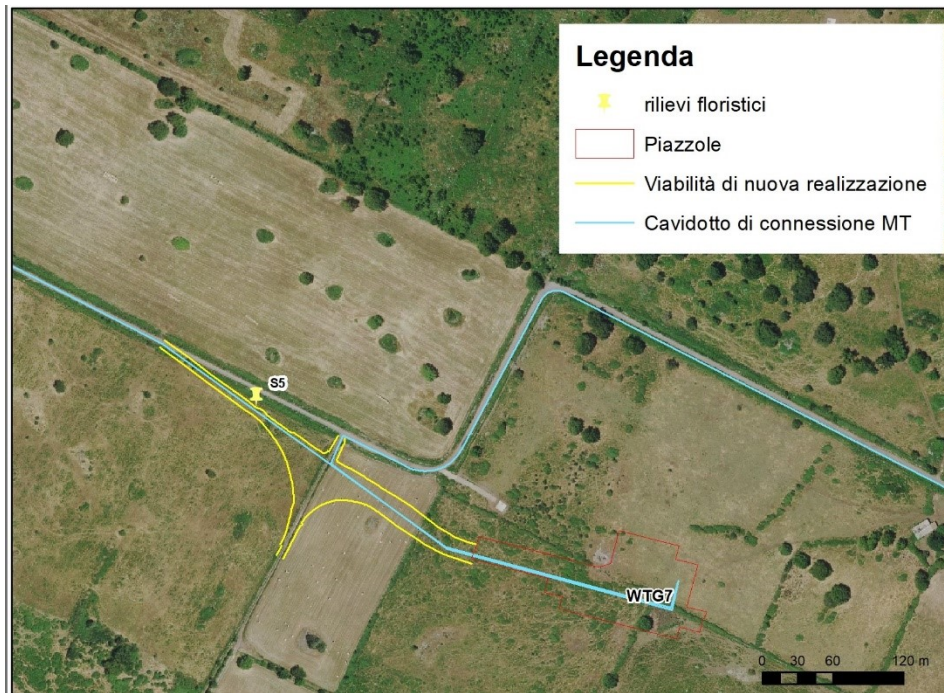 Legenda
rilievi floristici
Piazzole
Viabilità di nuova realizzazione
Cavidotto di connessione MT
S5
WTG7
0 30 60 120 m